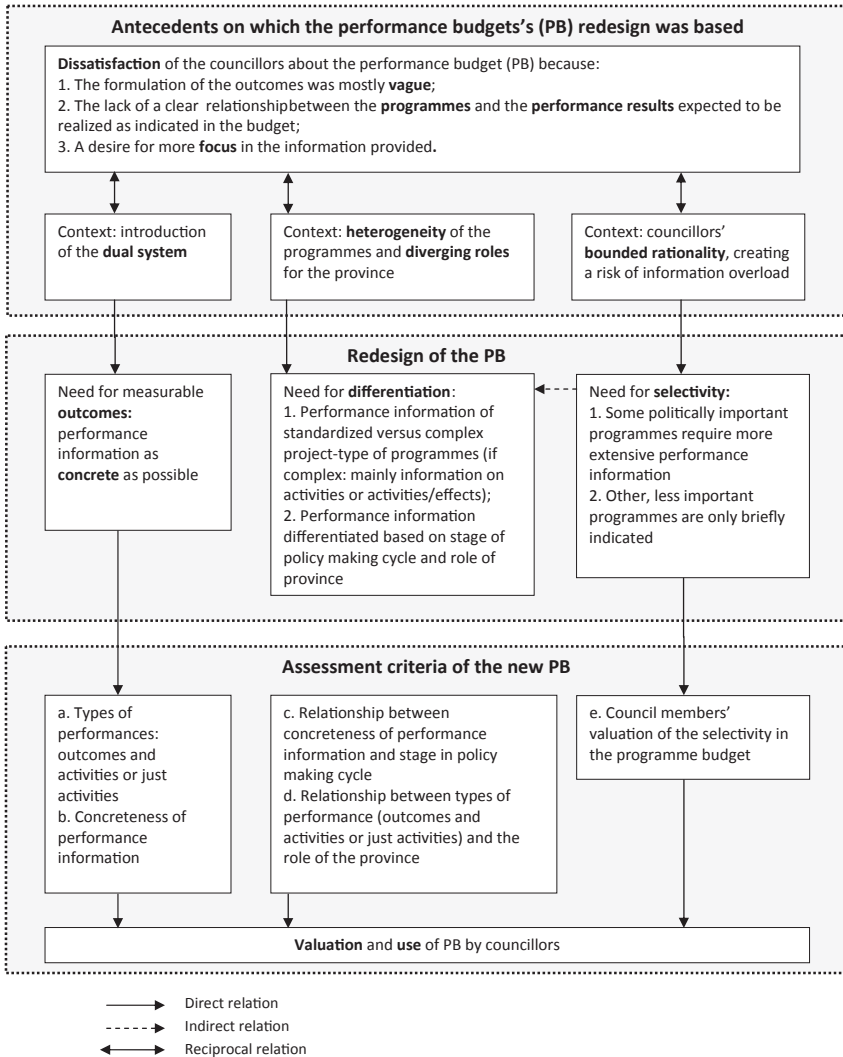 Antecedents on which the performance budgets's (PB) redesign was based
Dissatisfaction of the councillors about the performance budget (PB) because:
1. The formulation of the outcomes was mostly vague;
2. The lack of a clear relationshipbetween the programmes and the performance results expected to be
realized as indicated in the budget;
3. A desire for more focus in the information provided.
Context: introduction
of the dual system
Context: heterogeneity of the
programmes and diverging roles
for the province
Context: councillors'
bounded rationality, creating
a risk of information overload
Redesign of the PB
Need for measurable
outcomes:
performance
information as
concrete as possible
Need for differentiation:
1. Performance information of
standardized versus complex
project-type of programmes (if
complex: mainly information on
activities or activities/effects);
2. Performance information
differentiated based on stage of
policy making cycle and role of
province
Need for selectivity:
1. Some politically important
programmes require more
extensive performance
information
2. Other, less important
programmes are only briefly
indicated
Assessment criteria of the new PB
a. Types of
performances:
outcomes and
activities or just
activities
b. Concreteness of
performance
information
c. Relationship between
concreteness of performance
information and stage in policy
making cycle
d. Relationship between types of
performance (outcomes and
activities or just activities) and the
role of the province
e. Council members'
valuation of the selectivity in
the programme budget
Valuation and use of PB by councillors
Direct relation
Indirect relation
Reciprocal relation